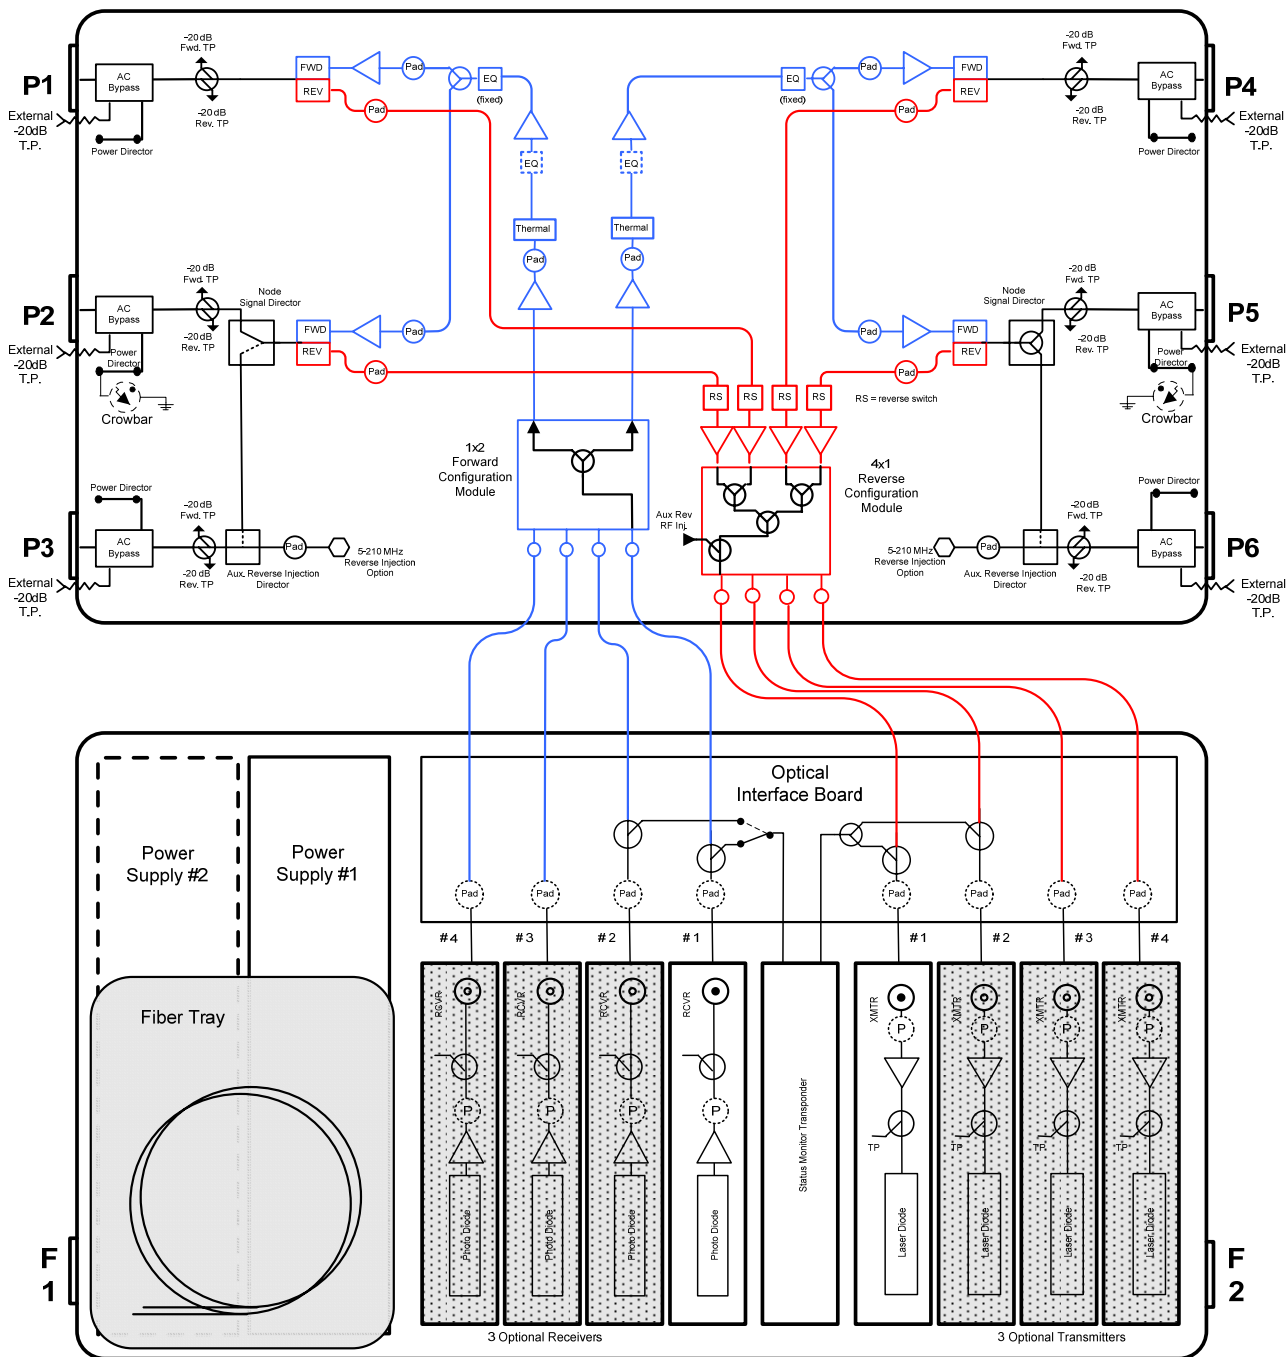 P1
External
-20dB
T.P.
AC
Bypass
Power Director
-20 dB
Fwd. TP
-20 dB
Rev. TP
FWD
REV
Pad
Pad
EQ
(fixed)
EQ
Thermal
Pad
Pad
EQ
(fixed)
EQ
Thermal
Pad
Pad
FWD
REV
-20 dB
Fwd. TP
-20 dB
Rev. TP
AC
Bypass
Power Director
P4
External
-20dB
T.P.
P2
External
-20dB
T.P.
AC
Bypass
Power
Director
Crowbar
-20 dB
Fwd. TP
-20 dB
Rev. TP
Node
Signal Director
FWD
REV
Pad
Pad
Pad
Pad
FWD
REV
Node
Signal Director
-20 dB
Fwd. TP
-20 dB
Rev. TP
AC
Bypass
Power
Director
Crowbar
P5
External
-20dB
T.P.
RS
RS
RS
RS
RS = reverse switch
1x2
Forward
Configuration
Module
4x1
Reverse
Configuration
Module
Aux Rev
RF Inj.
P3
External
-20dB
T.P.
Power Director
AC
Bypass
-20 dB
Fwd. TP
-20 dB
Rev. TP
Aux. Reverse Injection
Director
Pad
5-210 MHz
Reverse Injection
Option
5-210 MHz
Reverse Injection
Option
Pad
Aux. Reverse Injection
Director
-20 dB
Fwd. TP
-20 dB
Rev. TP
Power Director
AC
Bypass
P6
External
-20dB
T.P.
Optical
Interface Board
Power
Supply #2
Power
Supply #1
Pad
Pad
Pad
Pad
Pad
Pad
Pad
Pad
#4
#3
#2
#1
#1
#2
#3
#4
Fiber Tray
RCVR
RCVR
RCVR
RCVR
XMTR
XMTR
XMTR
XMTR
P
P
P
P
P
P
P
P
TP
TP
TP
TP
Photo Diode
Photo Diode
Photo Diode
Photo Diode
Status Monitor Transponder
Laser Diode
Laser Diode
Laser Diode
Laser Diode
F
1
F
2
3 Optional Receivers
3 Optional Transmitters